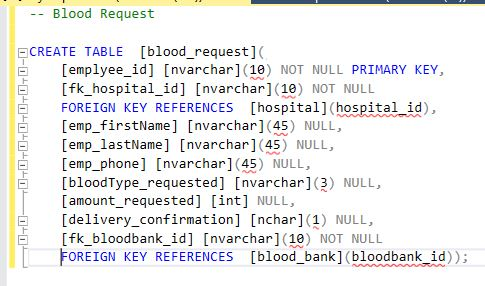 -- Blood Request
CREATE TABLE  [blood_request](
[emplyee_id] [nvarchar](10) NOT NULL PRIMARY KEY,
[fk_hospital_id] [nvarchar](10) NOT NULL
FOREIGN KEY REFERENCES  [hospital](hospital_id),
[emp_firstName] [nvarchar](45) NULL,
[emp_lastName] [nvarchar](45) NULL,
[emp_phone] [nvarchar](45) NULL,
[bloodType_requested] [nvarchar](3) NULL,
[amount_requested] [int] NULL,
[delivery_confirmation] [nchar](1) NULL,
[fk_bloodbank_id] [nvarchar](10) NOT NULL
FOREIGN KEY REFERENCES  [blood_bank](bloodbank_id));